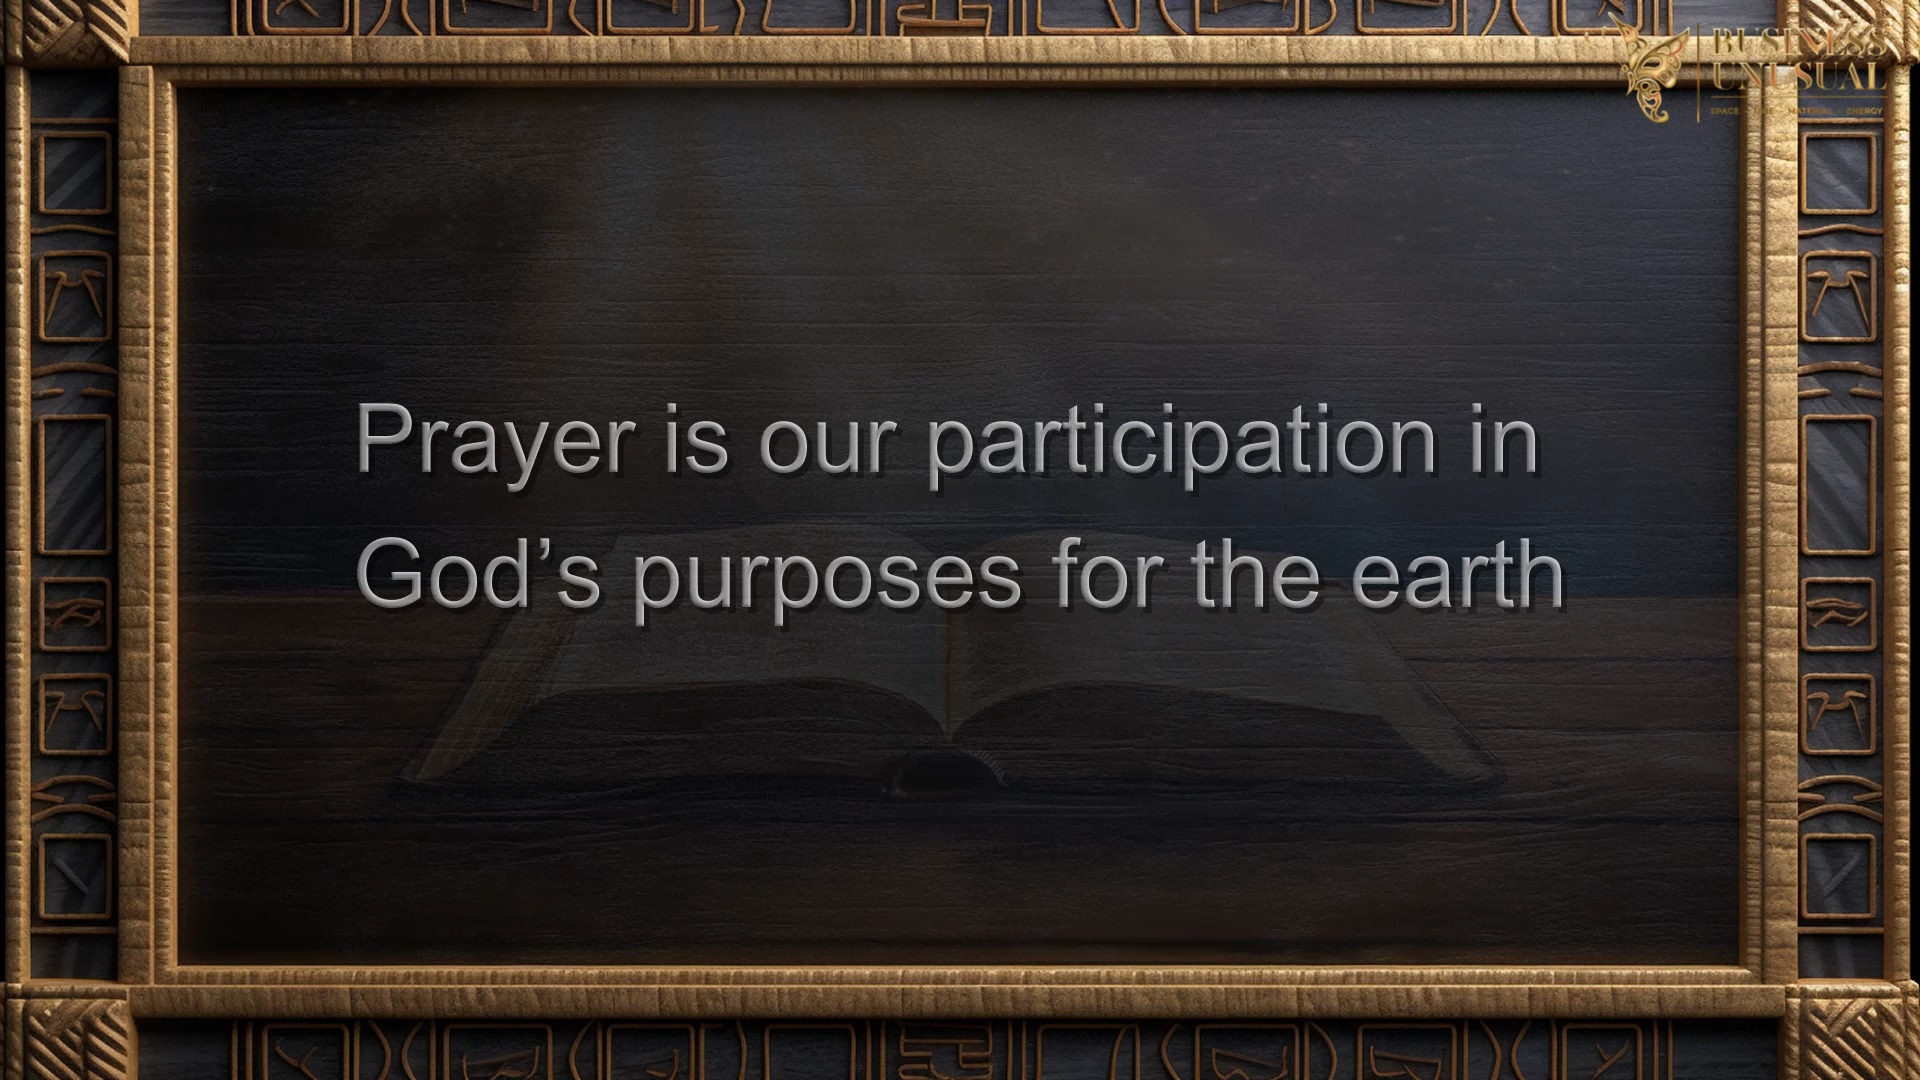 BUSINESS
UNUSUAL
Prayer is our participation in
God’s purposes for the earth